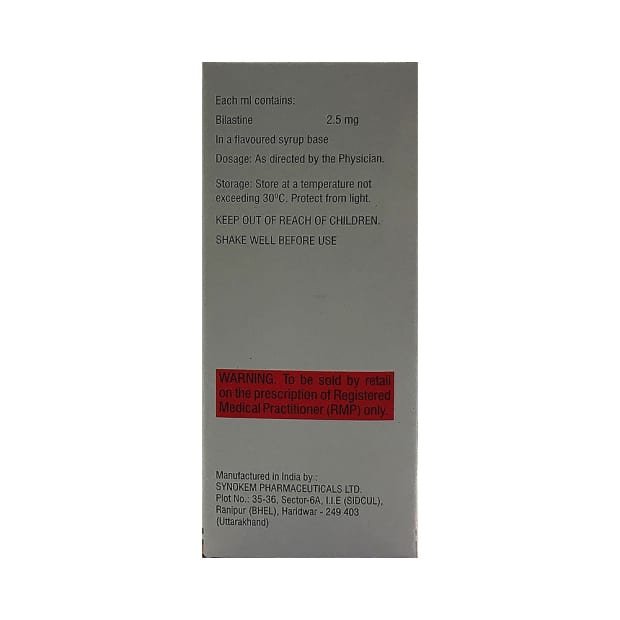 Each ml contains:
Bilastine 2.5 mg
In a flavoured syrup base
Dosage: As directed by the Physician.
Storage: Store at a temperature not
exceeding 30°C. Protect from light.
KEEP OUT OF REACH OF CHILDREN.
SHAKE WELL BEFORE USE
WARNING: To be sold by retail
on the prescription of Registered
Medical Practitioner (RMP) only.
Manufactured in India by :
SYNOKEM PHARMACEUTICALS LTD.
Plot No.: 35-36, Sector-6A, I.I.E (SIDCUL),
Ranipur (BHEL), Haridwar - 249 403
(Uttarakhand)